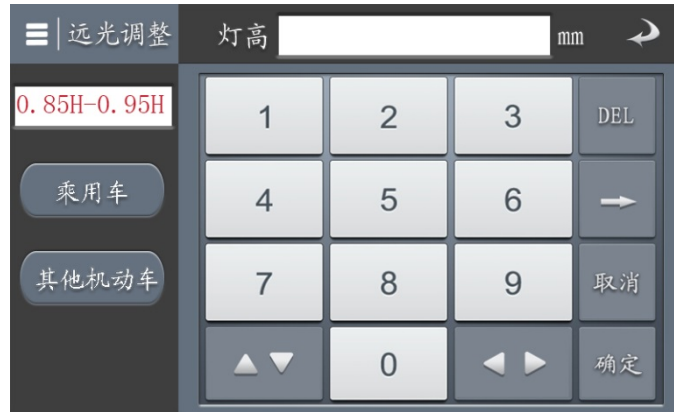 远光调整 灯高 mm
0.85H-0.95H
1 2 3 DEL
乘用车
4 5 6
其他机动车
7 8 9 取消
0 确定